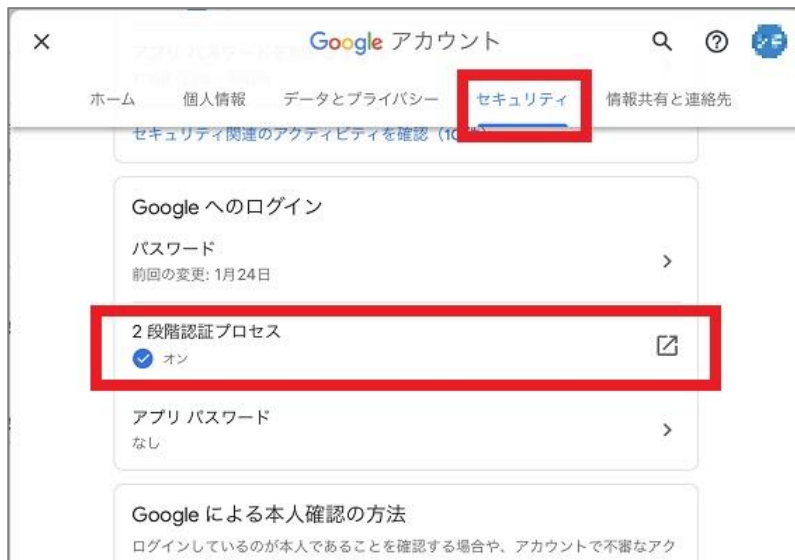 Google アカウント
ホーム 個人情報 データとプライバシー セキュリティ 情報共有と連絡先
セキュリティ関連のアクティビティを確認（10
Google へのログイン
パスワード
前回の変更: 1月24日
2 段階認証プロセス
オン
アプリ パスワード
なし
Google による本人確認の方法
ログインしているのが本人であることを確認する場合や、アカウントで不審なアク